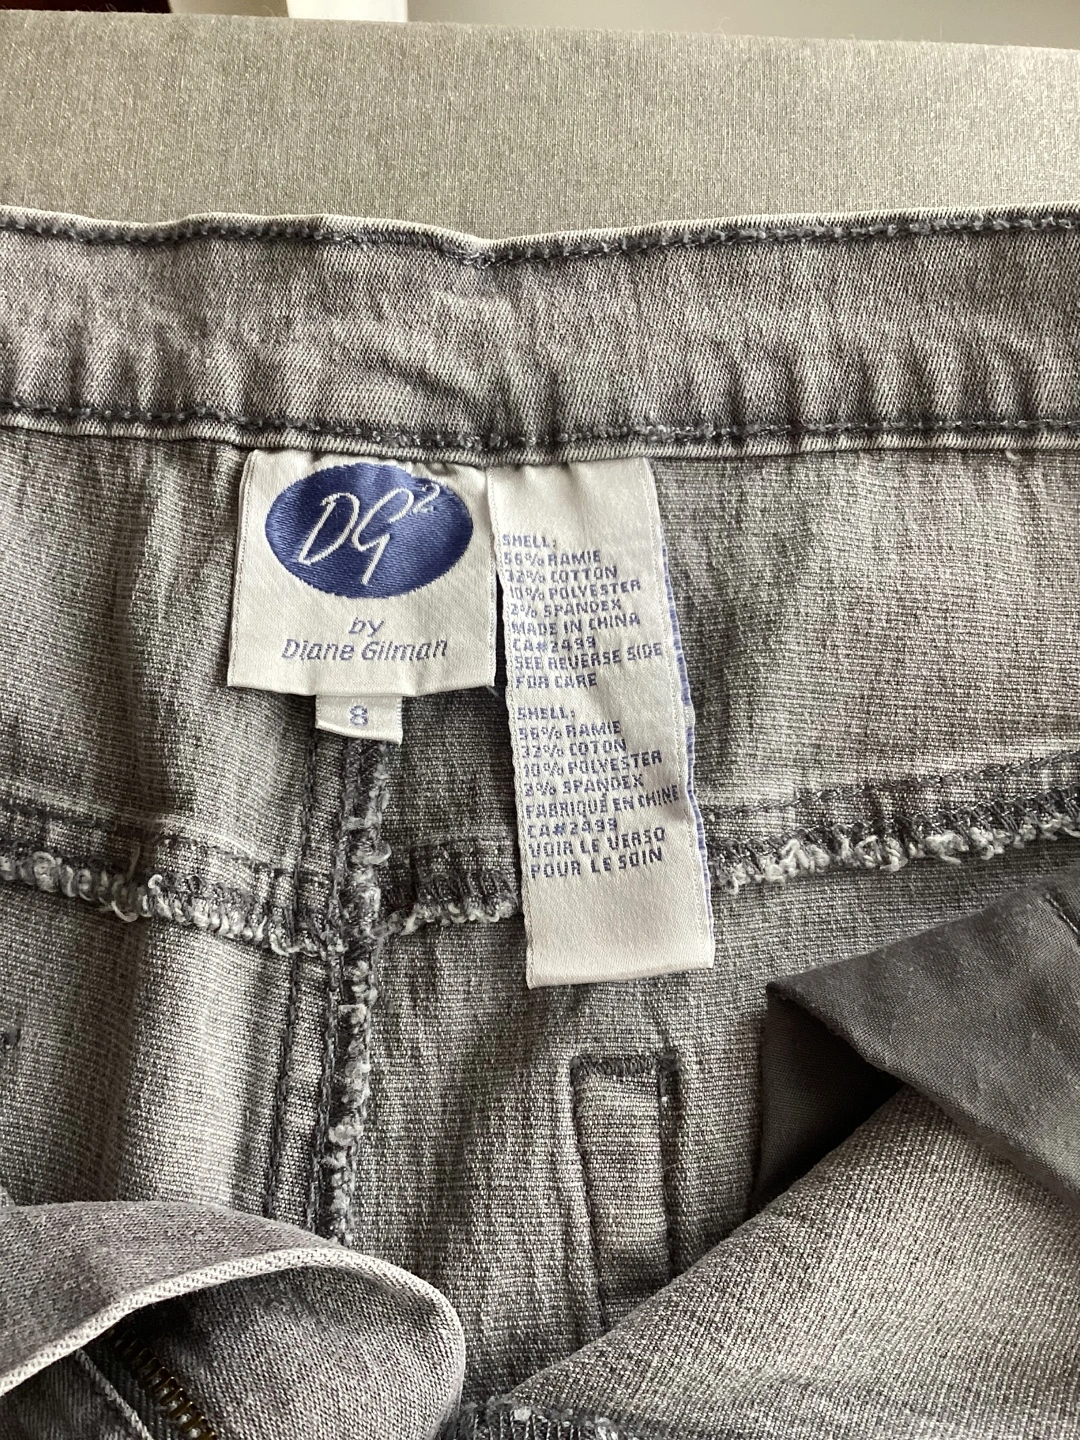 DG2
by
Diane Gilman
8
SHELL:
56% RAMIE
32% COTTON
10% POLYESTER
2% SPANDEX
MADE IN CHINA
CA#2499
SEE REVERSE SIDE
FOR CARE
SHELL:
56% RAMIE
32% COTON
10% POLYESTER
2% SPANDEX
FABRIQUÉ EN CHINE
CA#2499
VOIR LE VERSO
POUR LE SOIN